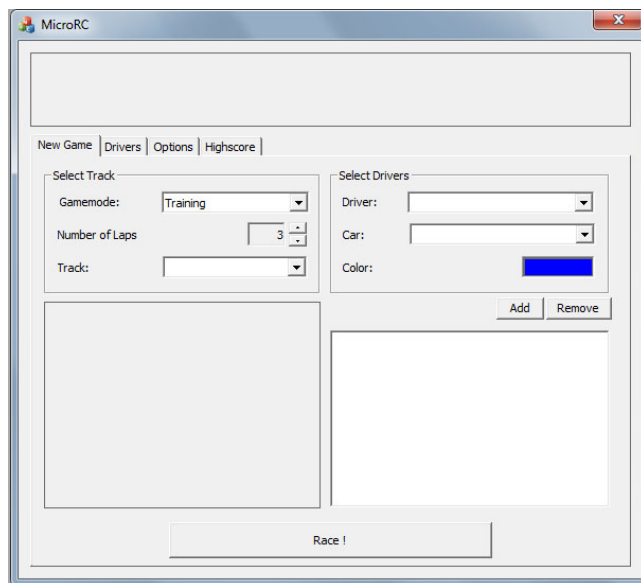 MicroRC
New Game Drivers Options Highscore
Select Track
Gamemode: Training
Number of Laps 3
Track:
Select Drivers
Driver:
Car:
Color:
Add Remove
Race !